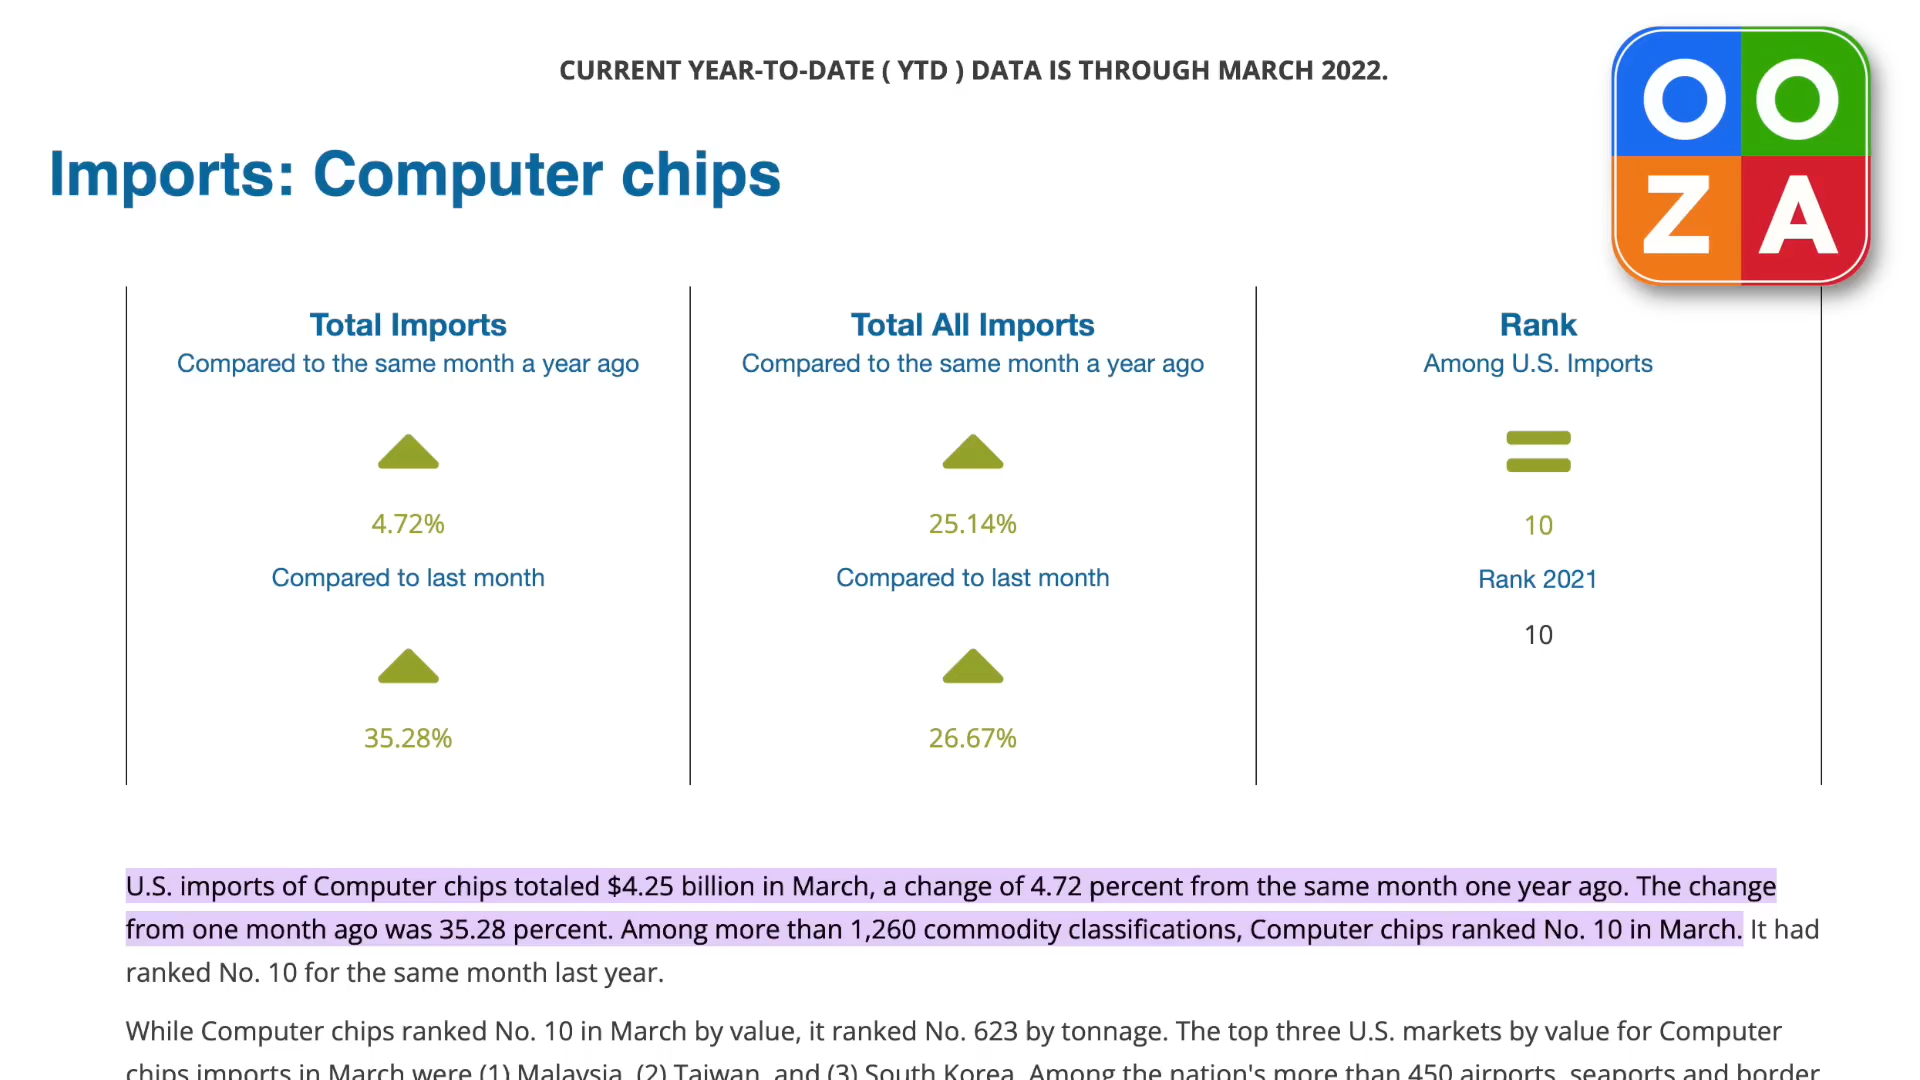 CURRENT YEAR-TO-DATE ( YTD ) DATA IS THROUGH MARCH 2022.
O O
Z A
Imports: Computer chips
Total Imports
Compared to the same month a year ago
4.72%
Compared to last month
35.28%
Total All Imports
Compared to the same month a year ago
25.14%
Compared to last month
26.67%
Rank
Among U.S. Imports
10
Rank 2021
10
U.S. imports of Computer chips totaled $4.25 billion in March, a change of 4.72 percent from the same month one year ago. The change
from one month ago was 35.28 percent. Among more than 1,260 commodity classifications, Computer chips ranked No. 10 in March. It had
ranked No. 10 for the same month last year.
While Computer chips ranked No. 10 in March by value, it ranked No. 623 by tonnage. The top three U.S. markets by value for Computer
chips imports in March were (1) Malaysia, (2) Taiwan, and (3) South Korea. Among the nation's more than 450 airports, seaports and border